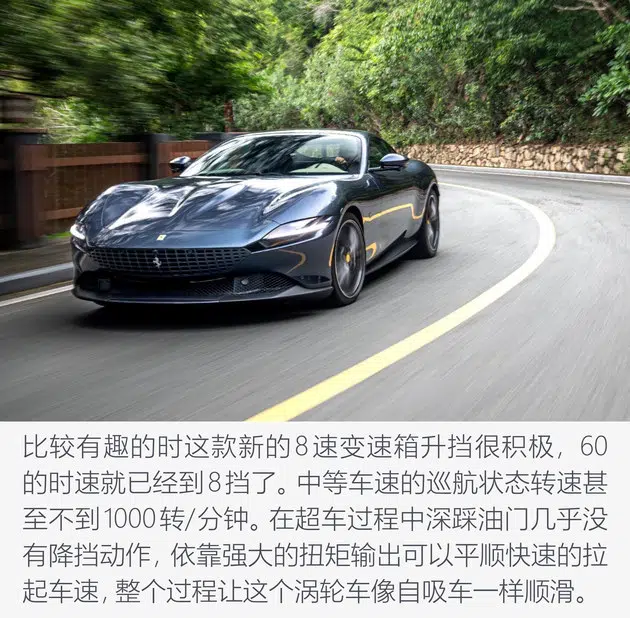 比较有趣的时这款新的8速变速箱升挡很积极，60
的时速就已经到8挡了。中等车速的巡航状态转速甚
至不到1000转/分钟。在超车过程中深踩油门几乎没
有降挡动作，依靠强大的扭矩输出可以平顺快速的拉
起车速，整个过程让这个涡轮车像自吸车一样顺滑。